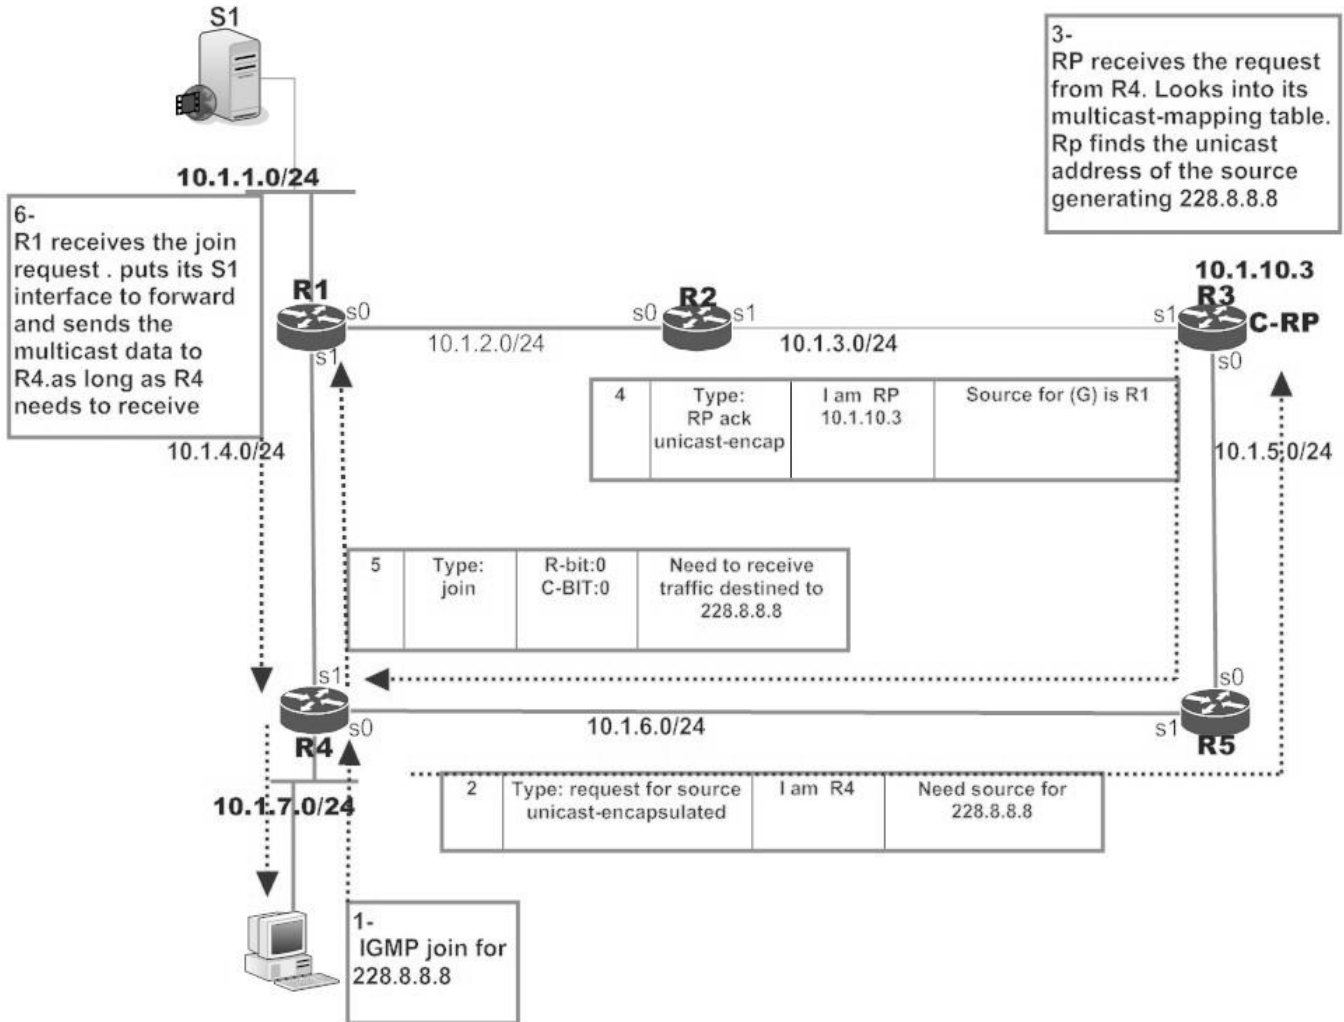 S1
3-
RP receives the request
from R4. Looks into its
multicast-mapping table.
Rp finds the unicast
address of the source
generating 228.8.8.8
10.1.1.0/24
6-
R1 receives the join
request . puts its S1
interface to forward
and sends the
multicast data to
R4.as long as R4
needs to receive
R1
s0
s1
10.1.2.0/24
R2
s0
s1
10.1.3.0/24
10.1.10.3
R3
s1
C-RP
s0
4
Type:
RP ack
unicast-encap
I am RP
10.1.10.3
Source for (G) is R1
10.1.4.0/24
10.1.5.0/24
5
Type:
join
R-bit:0
C-BIT:0
Need to receive
traffic destined to
228.8.8.8
s1
s0
R4
10.1.6.0/24
s0
s1
R5
10.1.7.0/24
2
Type: request for source
unicast-encapsulated
I am R4
Need source for
228.8.8.8
1-
IGMP join for
228.8.8.8